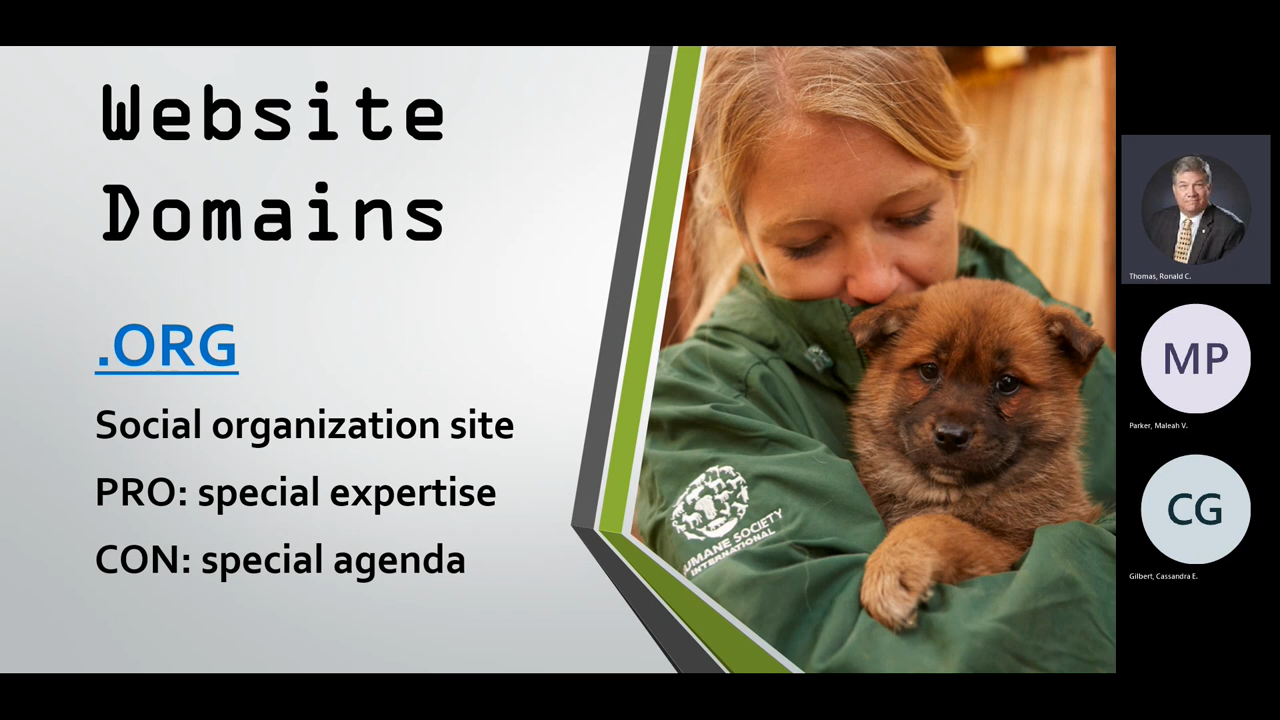 Website
Domains
.ORG
Social organization site
PRO: special expertise
CON: special agenda
UMANE SOCIETY
INTERNATIONAL
Thomas, Ronald C.
MP
Parker, Maleah V.
CG
Gilbert, Cassandra E.